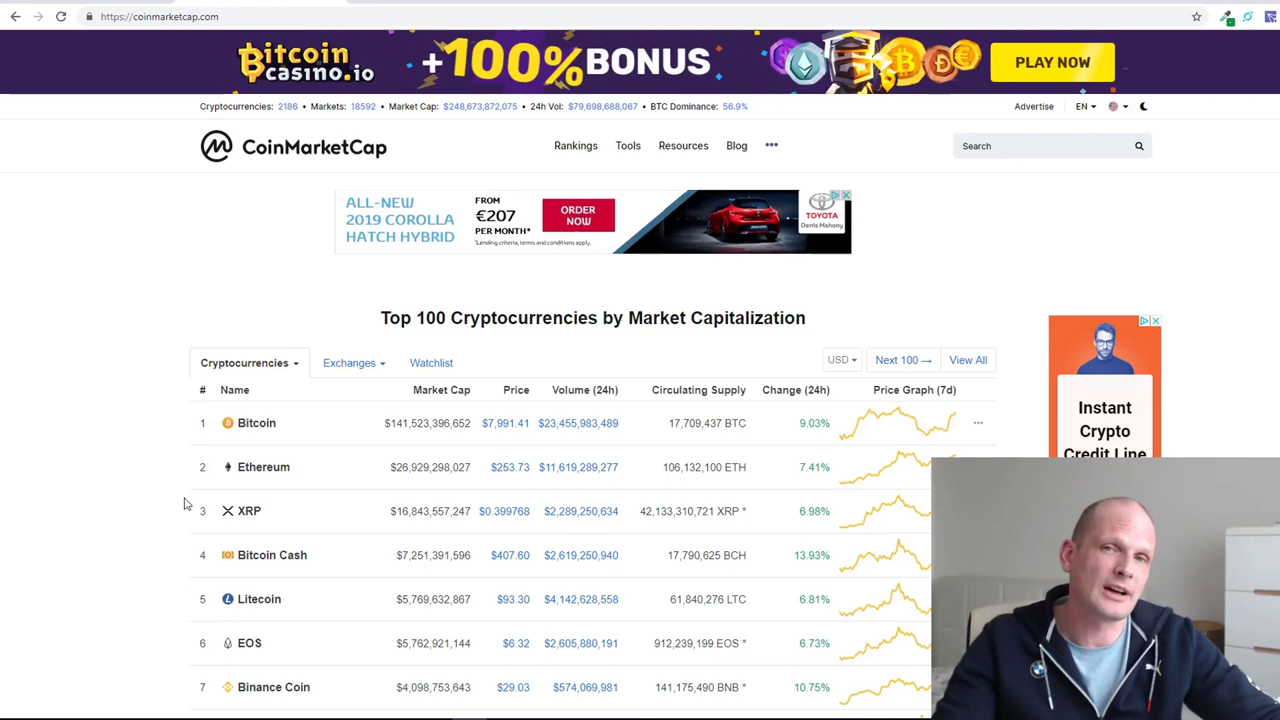 https://coinmarketcap.com
Bitcoin casino.io +100% BONUS PLAY NOW
Cryptocurrencies: 2186 • Markets: 18592 • Market Cap: $248,673,872,075 • 24h Vol: $79,698,688,067 • BTC Dominance: 56.9% Advertise EN
CoinMarketCap Rankings Tools Resources Blog ••• Search
ALL-NEW
2019 COROLLA
HATCH HYBRID
FROM
€207
PER MONTH*
*Lending criteria, terms and conditions apply.
ORDER
NOW
TOYOTA
Denis Mahony
Top 100 Cryptocurrencies by Market Capitalization
Cryptocurrencies Exchanges Watchlist USD Next 100 → View All
# Name Market Cap Price Volume (24h) Circulating Supply Change (24h) Price Graph (7d)
1 Bitcoin $141,523,396,652 $7,991.41 $23,455,983,489 17,709,437 BTC 9.03% •••
2 Ethereum $26,929,298,027 $253.73 $11,619,289,277 106,132,100 ETH 7.41%
3 XRP $16,843,557,247 $0.399768 $2,289,250,634 42,133,310,721 XRP * 6.98%
4 Bitcoin Cash $7,251,391,596 $407.60 $2,619,250,940 17,790,625 BCH 13.93%
5 Litecoin $5,769,632,867 $93.30 $4,142,628,558 61,840,276 LTC 6.81%
6 EOS $5,762,921,144 $6.32 $2,605,880,191 912,239,199 EOS * 6.73%
7 Binance Coin $4,098,753,643 $29.03 $574,069,981 141,175,490 BNB * 10.75%
Instant
Crypto
Credit Line